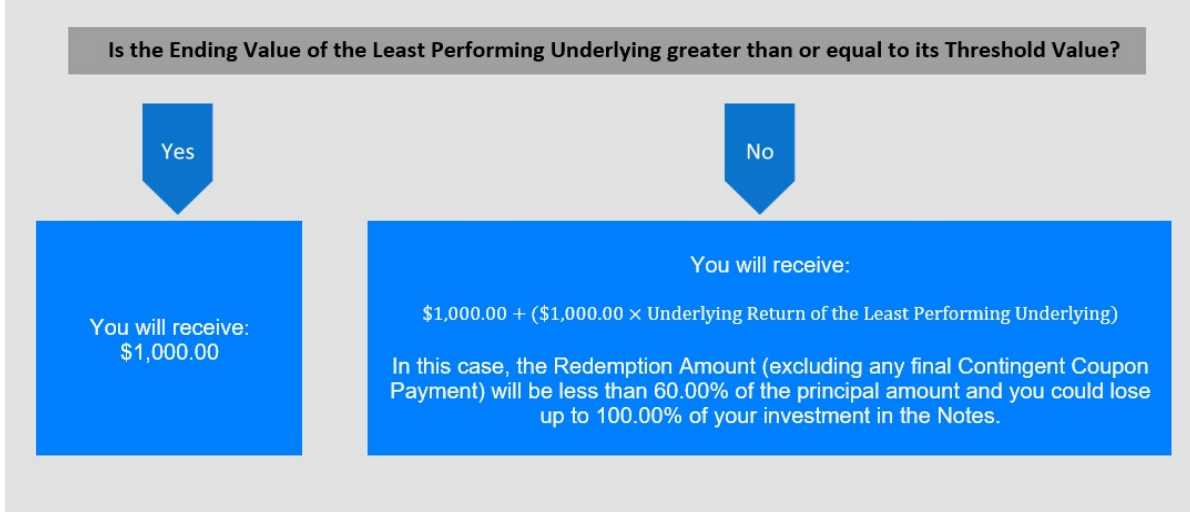 Is the Ending Value of the Least Performing Underlying greater than or equal to its Threshold Value?
Yes
No
You will receive:
$1,000.00
You will receive:
$1,000.00 + ($1,000.00 × Underlying Return of the Least Performing Underlying)
In this case, the Redemption Amount (excluding any final Contingent Coupon
Payment) will be less than 60.00% of the principal amount and you could lose
up to 100.00% of your investment in the Notes.